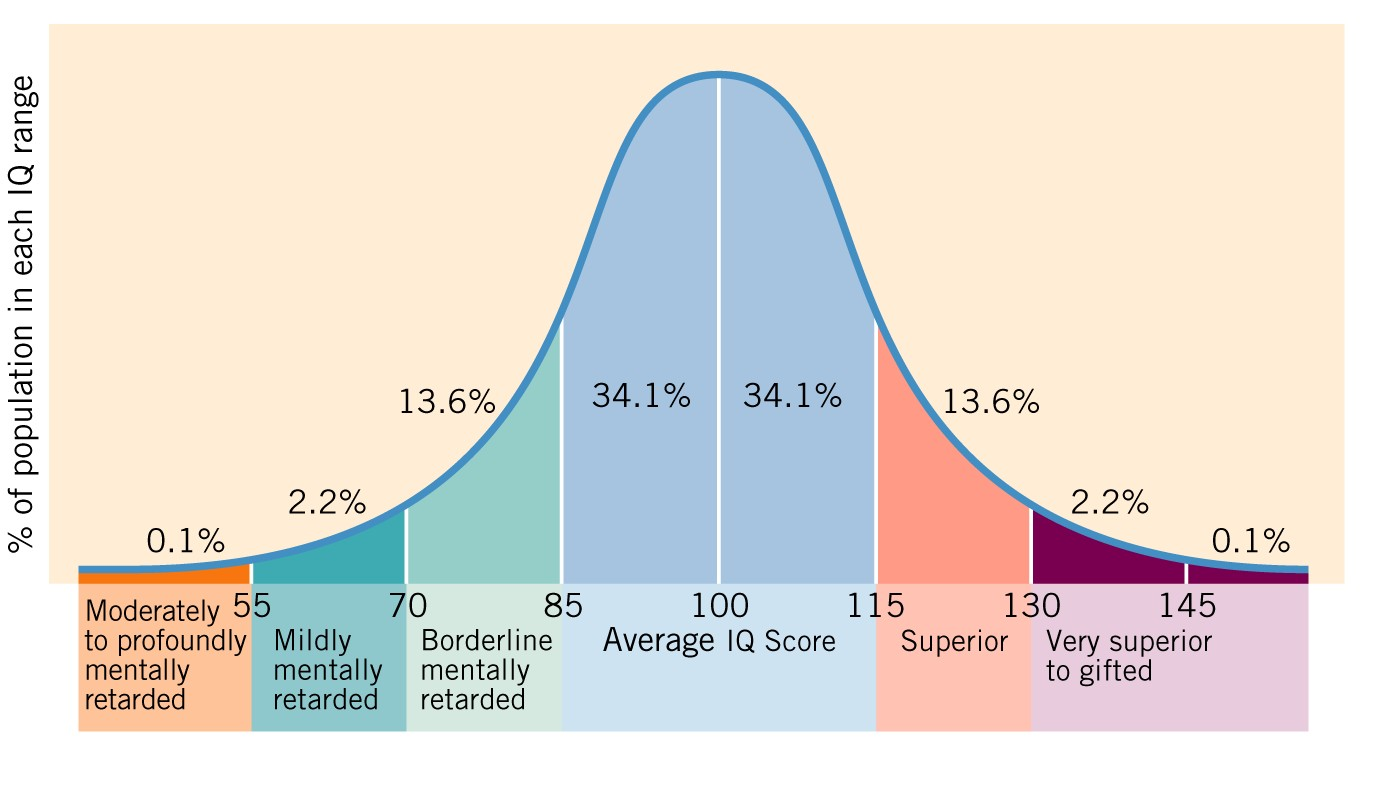 % of population in each IQ range
34.1%
34.1%
13.6%
13.6%
2.2%
2.2%
0.1%
0.1%
55
70
85
100
115
130
145
Moderately
to profoundly
mentally
retarded
Mildly
mentally
retarded
Borderline
mentally
retarded
Average IQ Score
Superior
Very superior
to gifted